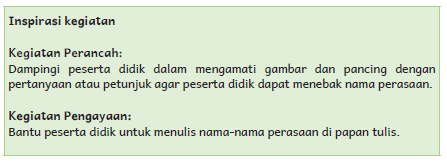 Inspirasi kegiatan
Kegiatan Perancah:
Dampingi peserta didik dalam mengamati gambar dan pancing dengan
pertanyaan atau petunjuk agar peserta didik dapat menebak nama perasaan.
Kegiatan Pengayaan:
Bantu peserta didik untuk menulis nama-nama perasaan di papan tulis.